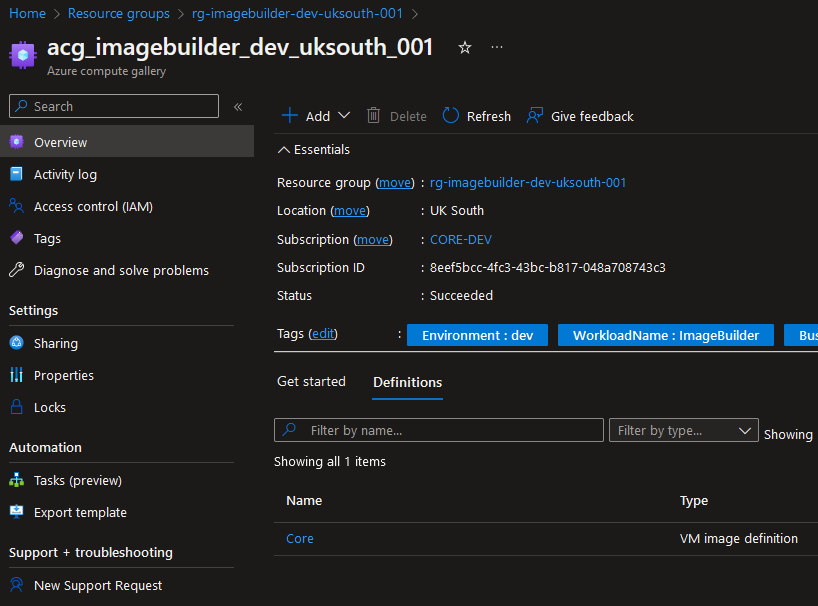 Home > Resource groups > rg-imagebuilder-dev-uksouth-001 >
acg_imagebuilder_dev_uksouth_001
Azure compute gallery
Search
Overview
Activity log
Access control (IAM)
Tags
Diagnose and solve problems
Settings
Sharing
Properties
Locks
Automation
Tasks (preview)
Export template
Support + troubleshooting
New Support Request
Add Delete Refresh Give feedback
Essentials
Resource group (move) : rg-imagebuilder-dev-uksouth-001
Location (move) : UK South
Subscription (move) : CORE-DEV
Subscription ID : 8eef5bcc-4fc3-43bc-b817-048a708743c3
Status : Succeeded
Tags (edit) : Environment : dev WorkloadName : ImageBuilder Bus
Get started Definitions
Filter by name... Filter by type... Showing
Showing all 1 items
Name Type
Core VM image definition